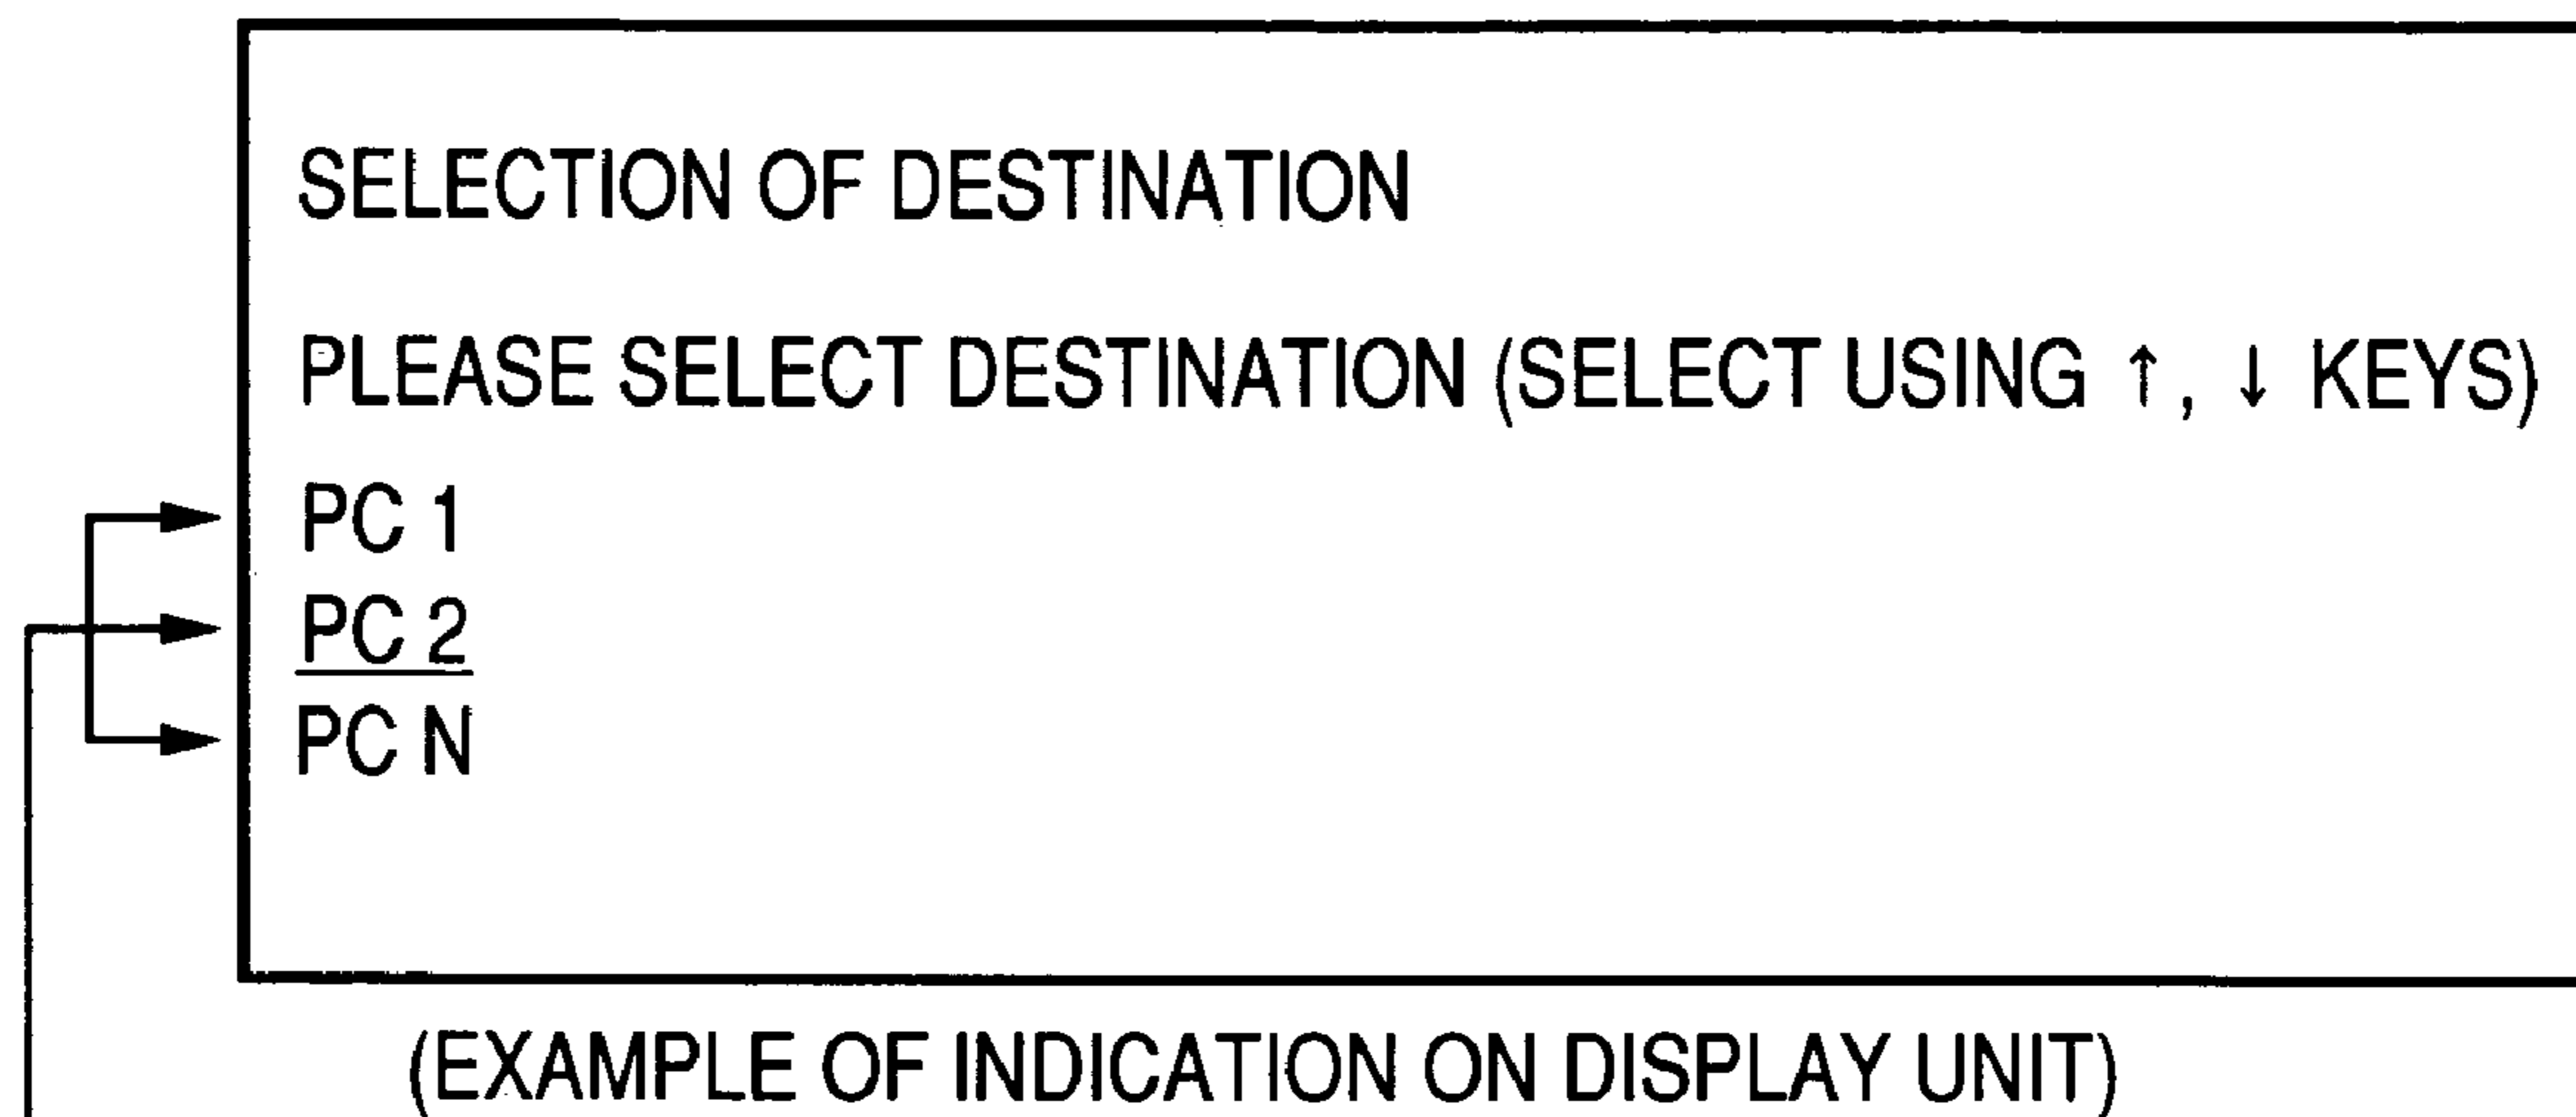 SELECTION OF DESTINATION
PLEASE SELECT DESTINATION (SELECT USING ↑, ↓ KEYS)
PC 1
PC 2
PC N
(EXAMPLE OF INDICATION ON DISPLAY UNIT)